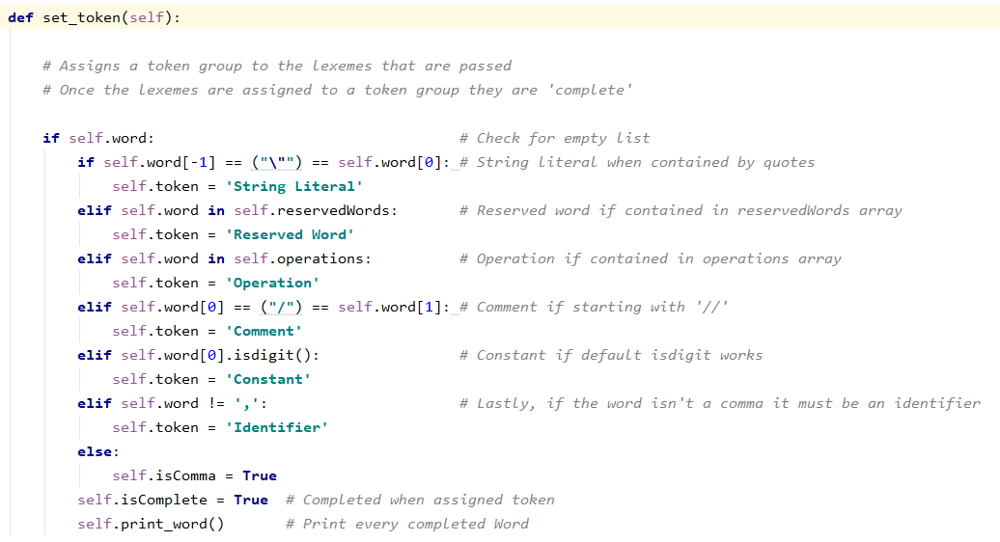 def set_token(self):
# Assigns a token group to the lexemes that are passed
# Once the lexemes are assigned to a token group they are 'complete'
if self.word: # Check for empty list
if self.word[-1] == ("\"") == self.word[0]: # String literal when contained by quotes
self.token = 'String Literal'
elif self.word in self.reservedWords: # Reserved word if contained in reservedWords array
self.token = 'Reserved Word'
elif self.word in self.operations: # Operation if contained in operations array
self.token = 'Operation'
elif self.word[0] == ("/") == self.word[1]: # Comment if starting with '//'
self.token = 'Comment'
elif self.word[0].isdigit(): # Constant if default isdigit works
self.token = 'Constant'
elif self.word != ',': # Lastly, if the word isn't a comma it must be an identifier
self.token = 'Identifier'
else:
self.isComma = True
self.isComplete = True # Completed when assigned token
self.print_word() # Print every completed Word